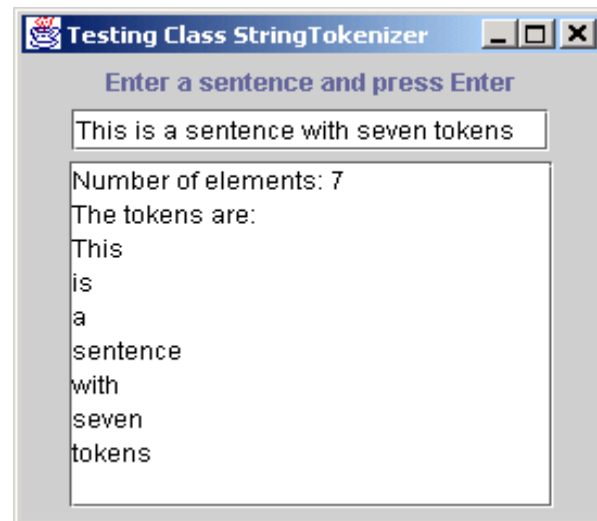 Testing Class StringTokenizer
Enter a sentence and press Enter
This is a sentence with seven tokens
Number of elements: 7
The tokens are:
This
is
a
sentence
with
seven
tokens